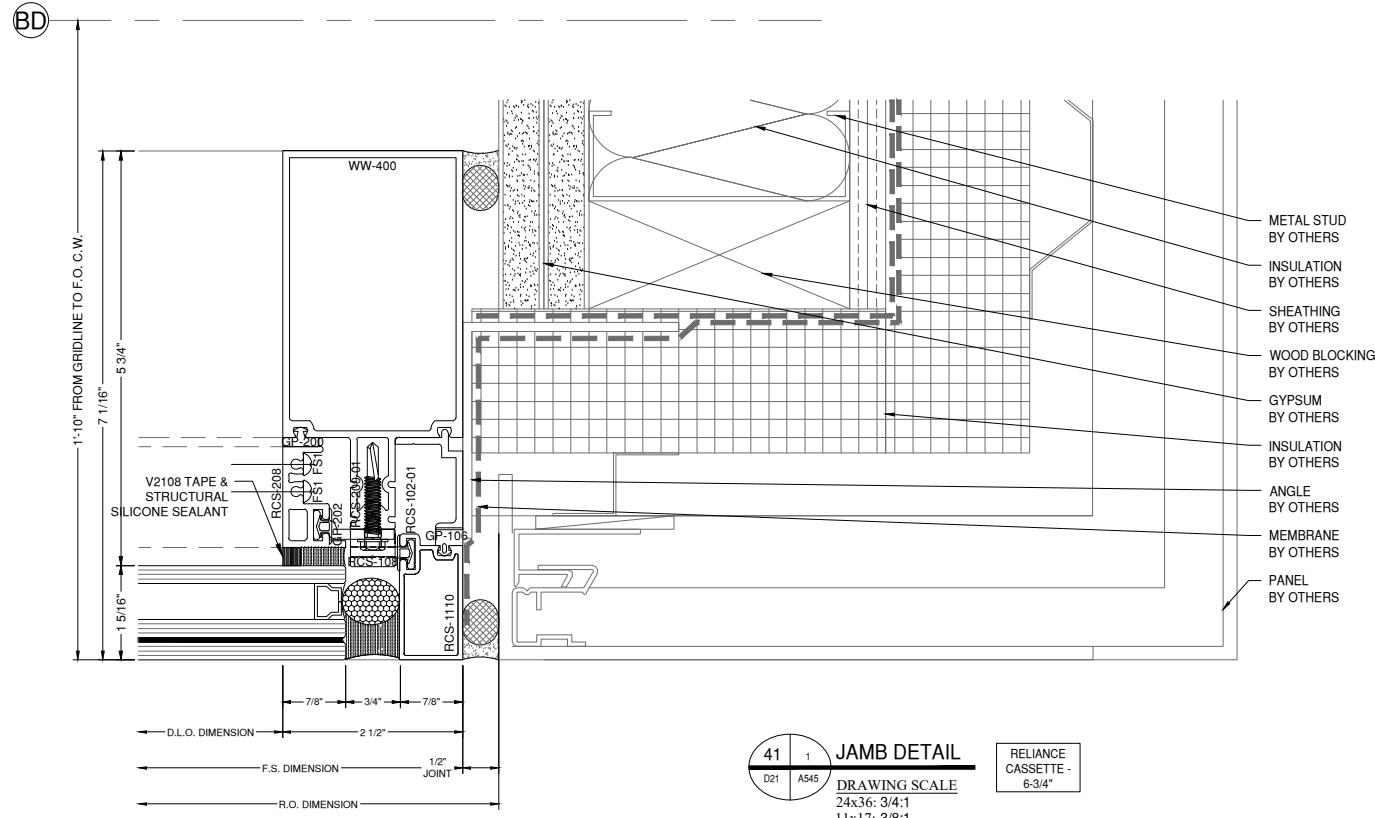 BD
1'-10" FROM GRIDLINE TO F.O. C.W.
7 1/16"
5 3/4"
1 5/16"
WW-400
GP-200
FS1
FS1
RCS-208
RCS-200-01
RCS-102-01
GP-202
GP-106
RCS-108
RCS-1110
V2108 TAPE &
STRUCTURAL
SILICONE SEALANT
METAL STUD
BY OTHERS
INSULATION
BY OTHERS
SHEATHING
BY OTHERS
WOOD BLOCKING
BY OTHERS
GYPSUM
BY OTHERS
INSULATION
BY OTHERS
ANGLE
BY OTHERS
MEMBRANE
BY OTHERS
PANEL
BY OTHERS
7/8" 3/4" 7/8"
D.L.O. DIMENSION 2 1/2"
F.S. DIMENSION 1/2"
JOINT
R.O. DIMENSION
41 1 JAMB DETAIL
D21 A545
DRAWING SCALE
24x36: 3/4:1
11x17: 3/8:1
RELIANCE
CASSETTE -
6-3/4"